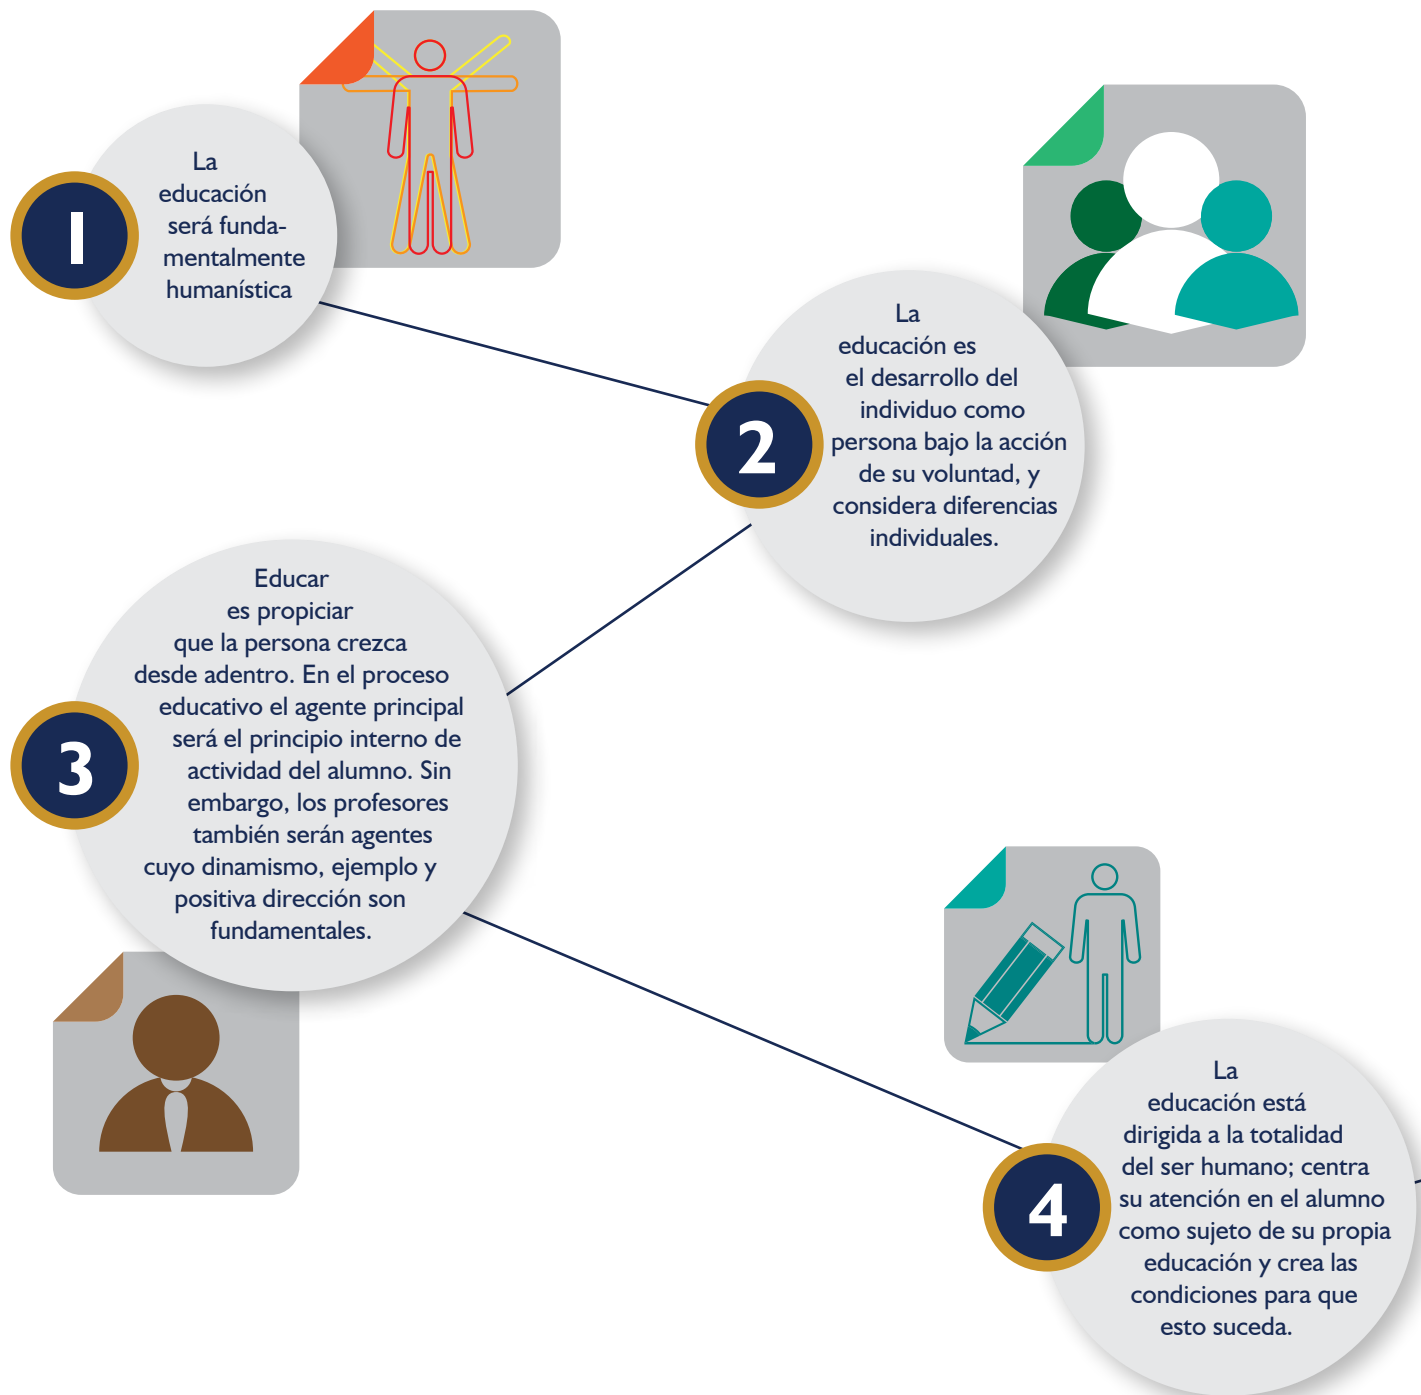 1
La
educación
será funda-
mentalmente
humanística
2
La
educación es
el desarrollo del
individuo como
persona bajo la acción
de su voluntad, y
considera diferencias
individuales.
3
Educar
es propiciar
que la persona crezca
desde adentro. En el proceso
educativo el agente principal
será el principio interno de
actividad del alumno. Sin
embargo, los profesores
también serán agentes
cuyo dinamismo, ejemplo y
positiva dirección son
fundamentales.
4
La
educación está
dirigida a la totalidad
del ser humano; centra
su atención en el alumno
como sujeto de su propia
educación y crea las
condiciones para que
esto suceda.